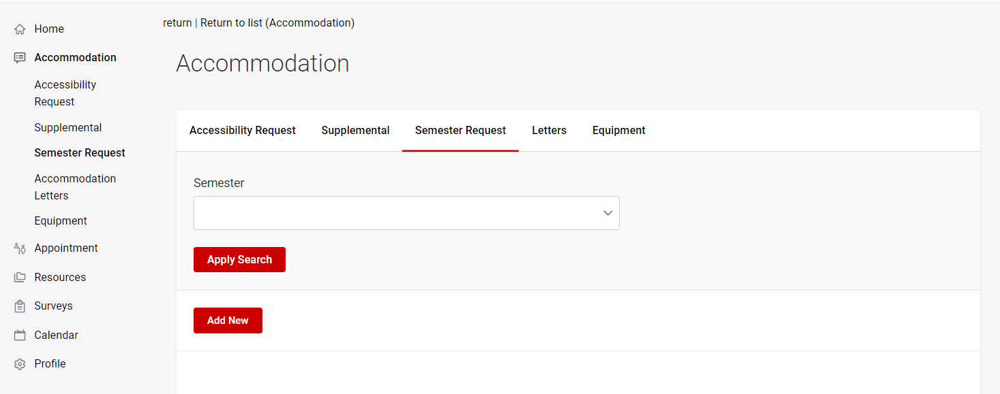 return | Return to list (Accommodation)
Home
Accommodation
Accessibility
Request
Supplemental
Semester Request
Accommodation
Letters
Equipment
Appointment
Resources
Surveys
Calendar
Profile
Accommodation
Accessibility Request Supplemental Semester Request Letters Equipment
Semester
Apply Search
Add New